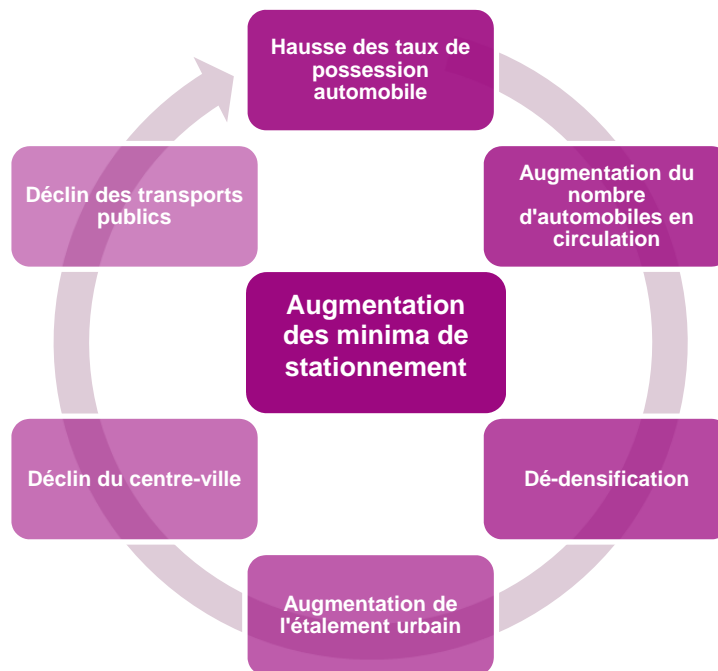 Hausse des taux de
possession
automobile
Augmentation du
nombre
d'automobiles en
circulation
Dé-densification
Augmentation de
l'étalement urbain
Déclin du centre-ville
Déclin des transports
publics
Augmentation
des minima de
stationnement